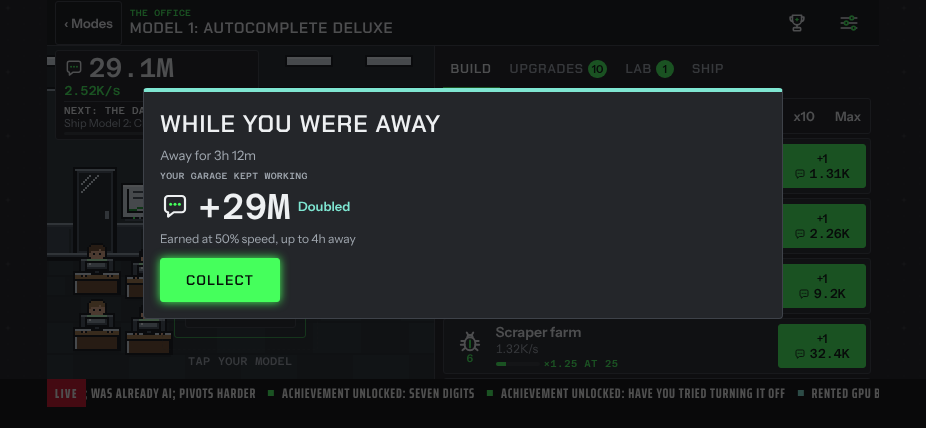 ‹ Modes
THE OFFICE
MODEL 1: AUTOCOMPLETE DELUXE
29.1M
2.52K/s
NEXT: THE DA
Ship Model 2: C
BUILD
UPGRADES 10
LAB 1
SHIP
x10
Max
WHILE YOU WERE AWAY
Away for 3h 12m
YOUR GARAGE KEPT WORKING
+29M Doubled
Earned at 50% speed, up to 4h away
COLLECT
+1
1.31K
+1
2.26K
+1
9.2K
Scraper farm
1.32K/s
6
×1.25 AT 25
+1
32.4K
TAP YOUR MODEL
LIVE
; WAS ALREADY AI; PIVOTS HARDER
ACHIEVEMENT UNLOCKED: SEVEN DIGITS
ACHIEVEMENT UNLOCKED: HAVE YOU TRIED TURNING IT OFF
RENTED GPU B